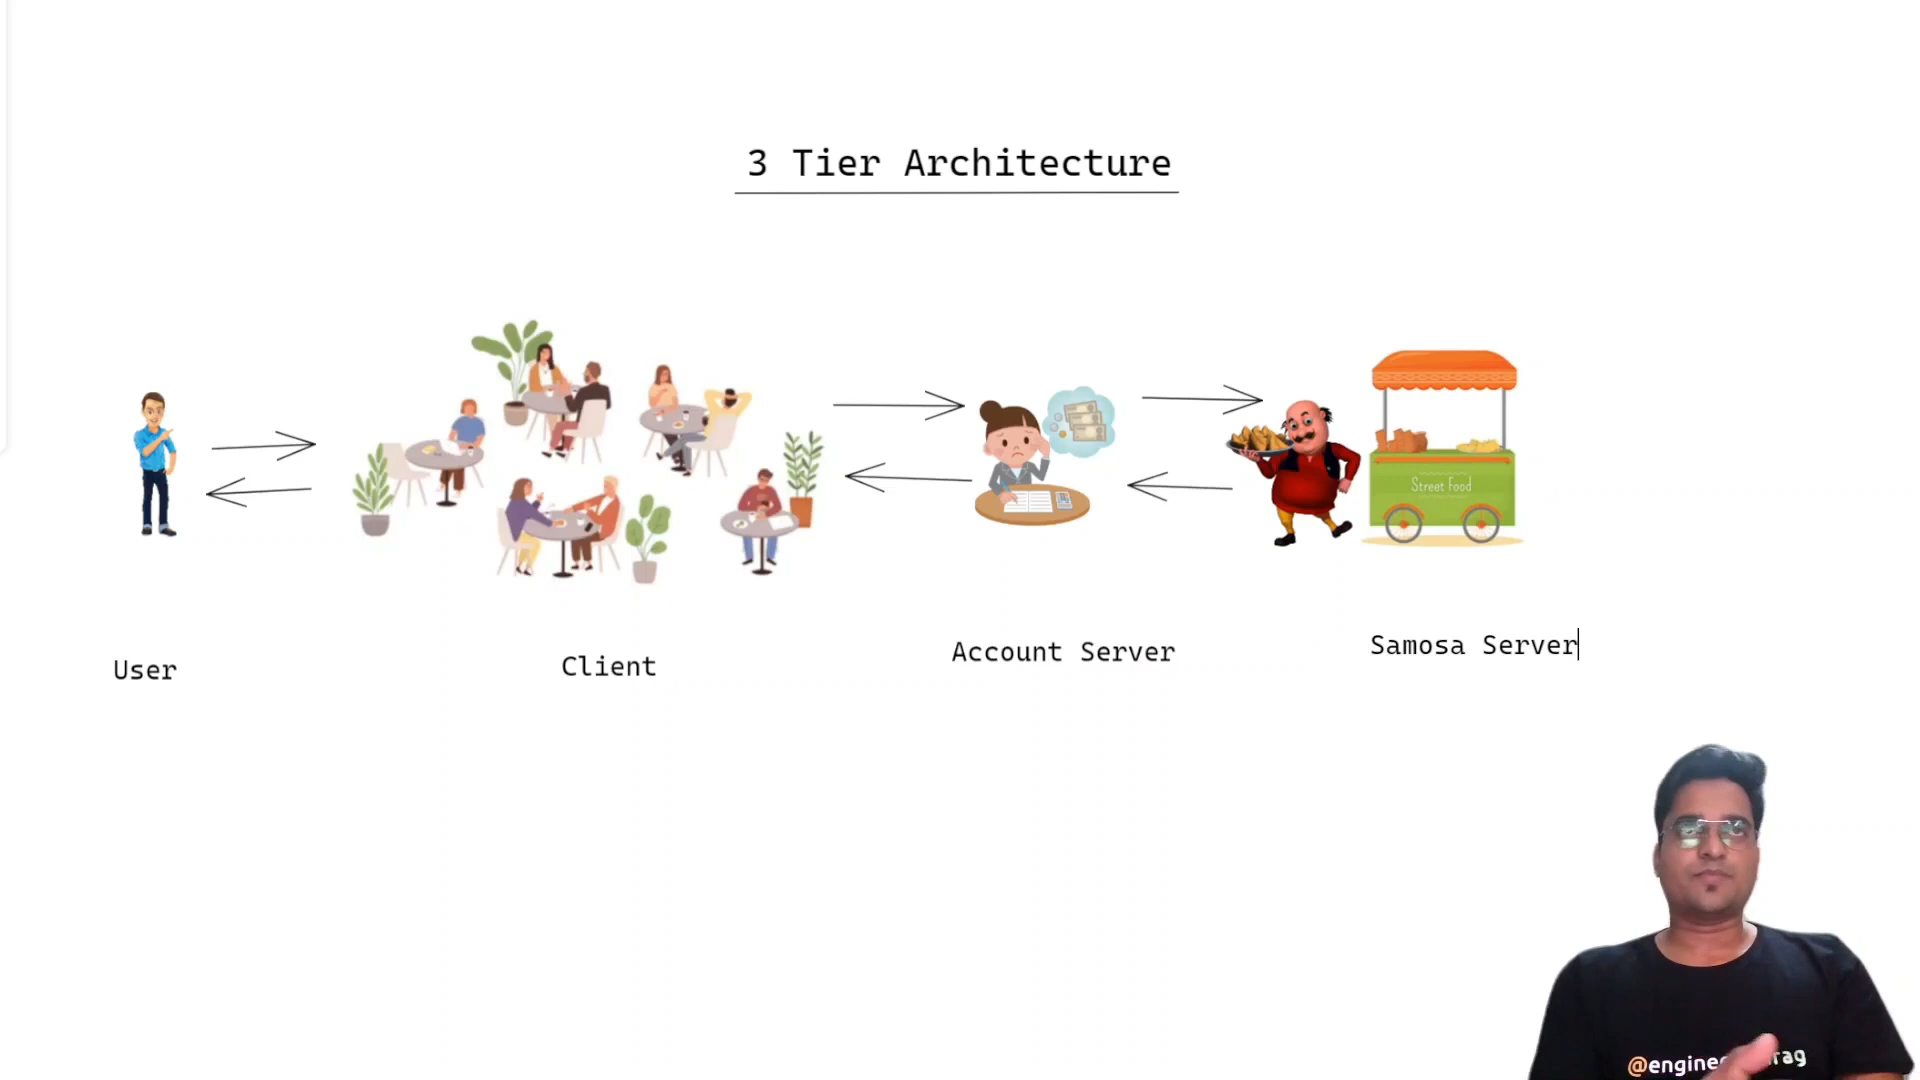 3 Tier Architecture
Street Food
User
Client
Account Server
Samosa Server